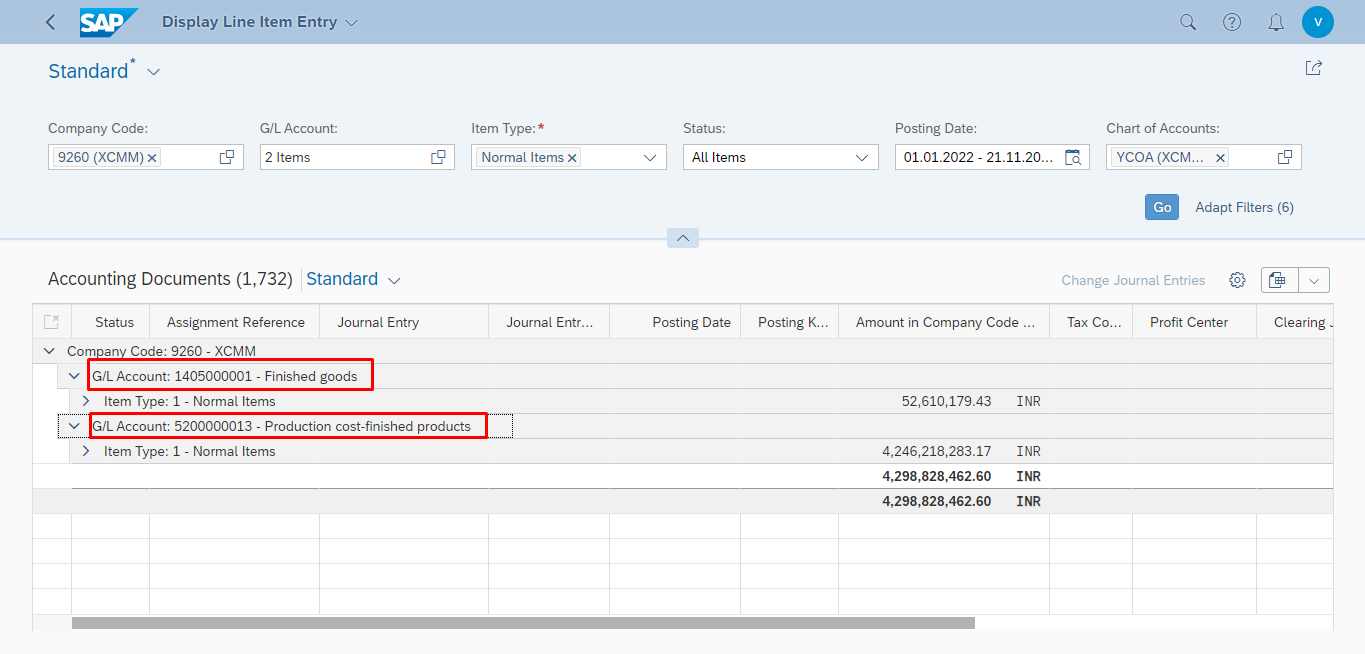 SAP Display Line Item Entry V
Standard*
Company Code: G/L Account: Item Type:* Status: Posting Date: Chart of Accounts:
9260 (XCMM) 2 Items Normal Items All Items 01.01.2022 - 21.11.20... YCOA (XCM...
Go Adapt Filters (6)
Accounting Documents (1,732) Standard Change Journal Entries
Status Assignment Reference Journal Entry Journal Entr... Posting Date Posting K... Amount in Company Code ... Tax Co... Profit Center Clearing
Company Code: 9260 - XCMM
G/L Account: 1405000001 - Finished goods
Item Type: 1 - Normal Items 52,610,179.43 INR
G/L Account: 5200000013 - Production cost-finished products
Item Type: 1 - Normal Items 4,246,218,283.17 INR
4,298,828,462.60 INR
4,298,828,462.60 INR